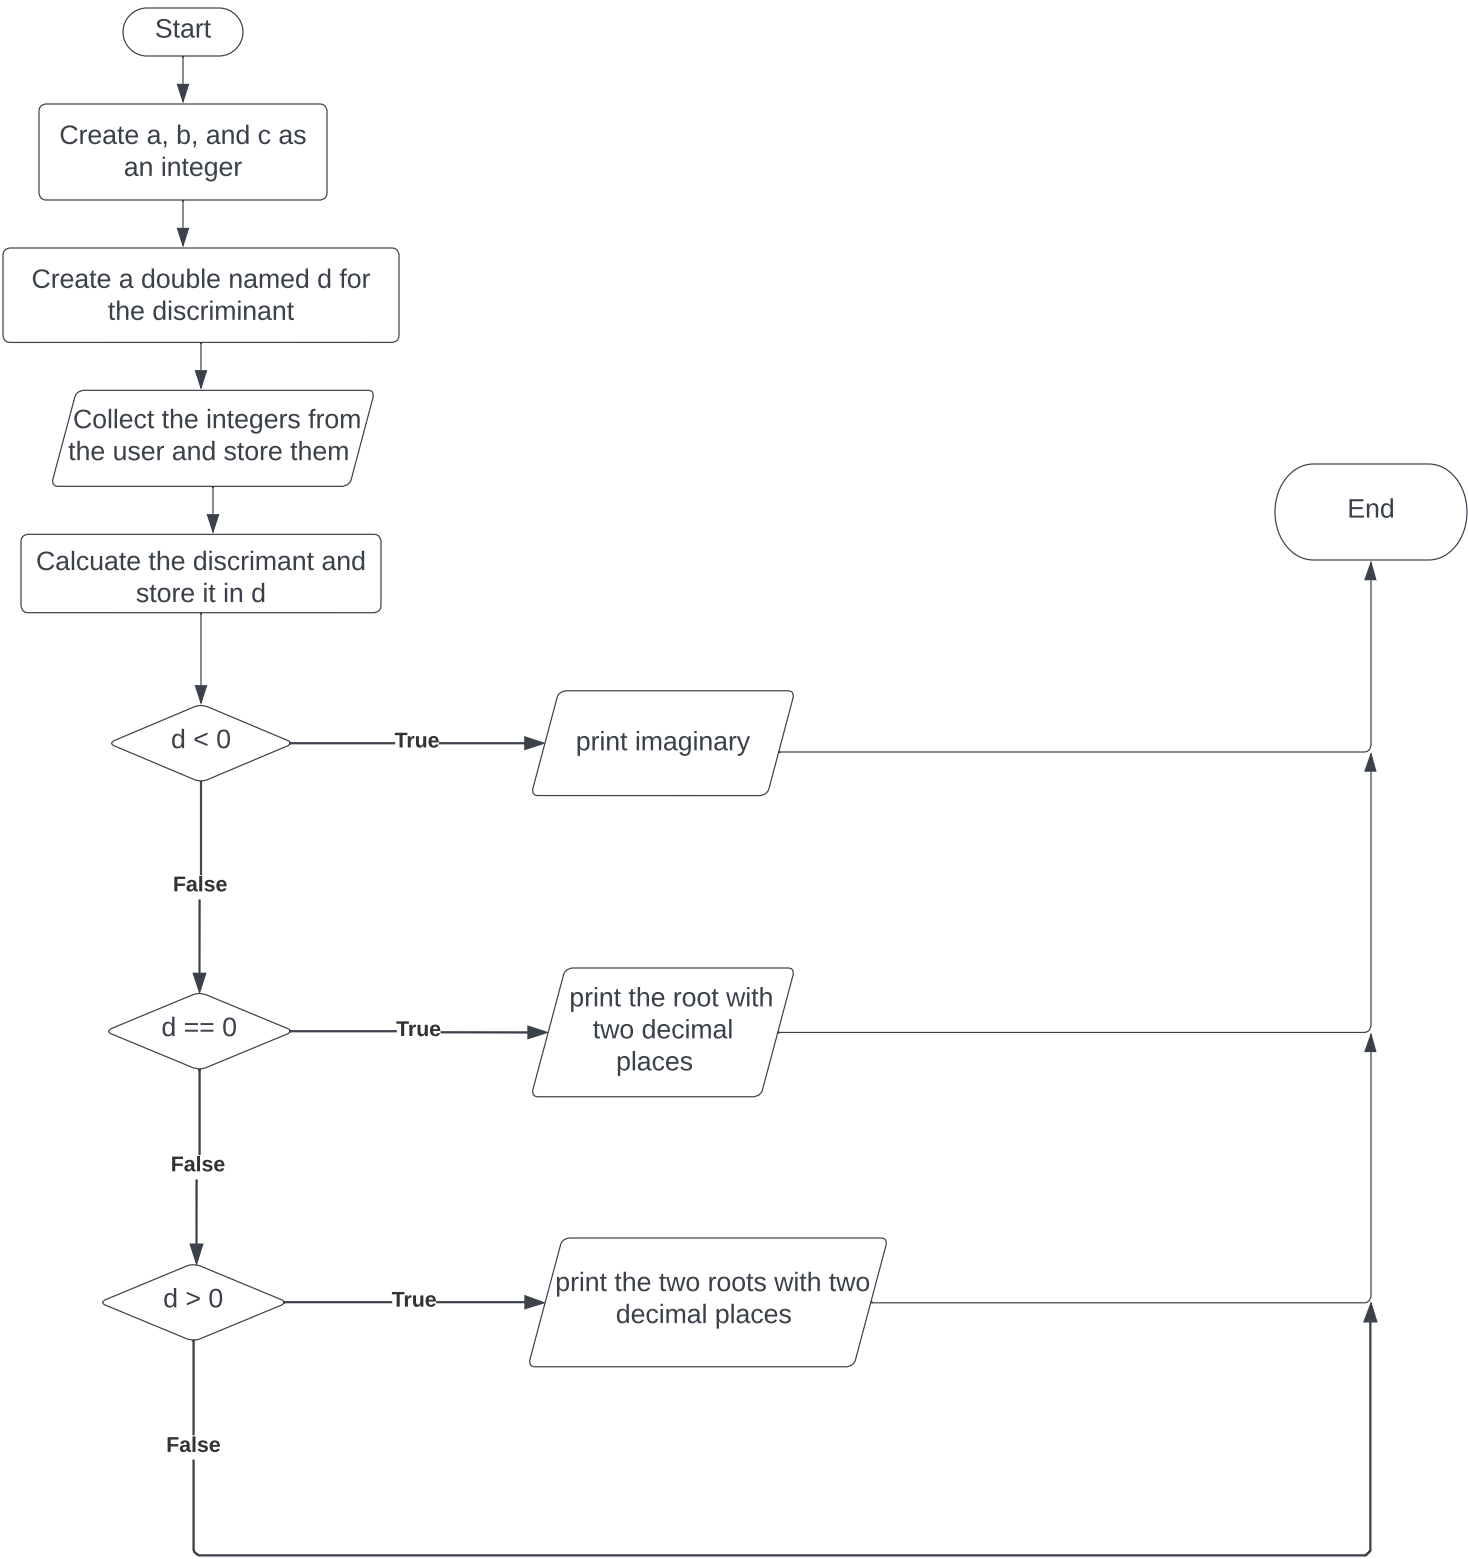 Start
Create a, b, and c as
an integer
Create a double named d for
the discriminant
Collect the integers from
the user and store them
Calcuate the discrimant and
store it in d
End
d < 0
True
print imaginary
False
d == 0
True
print the root with
two decimal
places
False
d > 0
True
print the two roots with two
decimal places
False